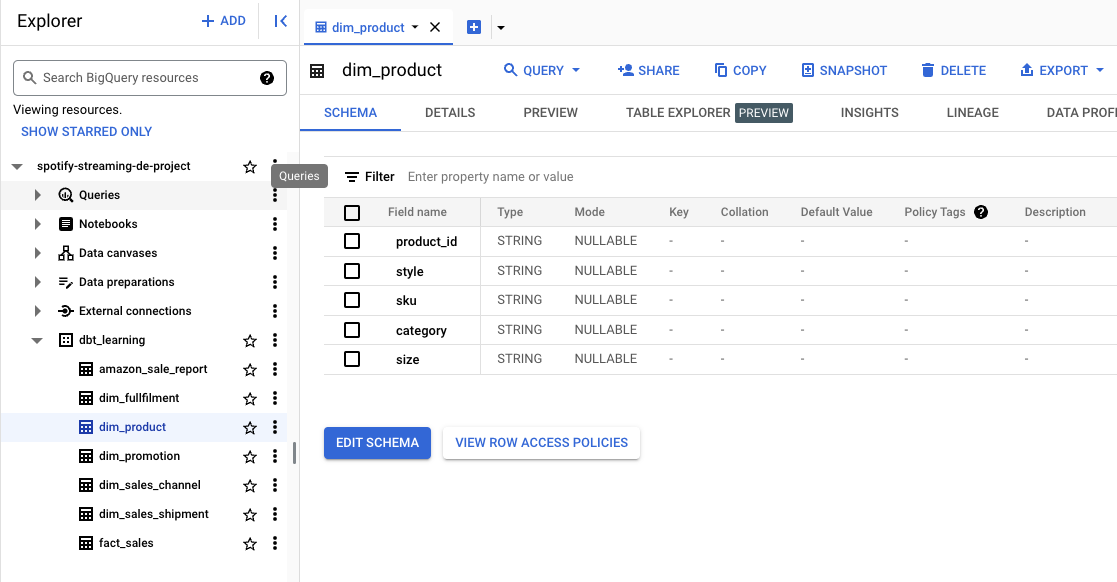 Explorer
+ ADD
Search BigQuery resources
Viewing resources.
SHOW STARRED ONLY
spotify-streaming-de-project
Queries
Queries
Notebooks
Data canvases
Data preparations
External connections
dbt_learning
amazon_sale_report
dim_fullfilment
dim_product
dim_promotion
dim_sales_channel
dim_sales_shipment
fact_sales
dim_product
dim_product
QUERY SHARE COPY SNAPSHOT DELETE EXPORT
SCHEMA DETAILS PREVIEW TABLE EXPLORER PREVIEW INSIGHTS LINEAGE DATA PROFI
Filter Enter property name or value
Field name Type Mode Key Collation Default Value Policy Tags ? Description
product_id STRING NULLABLE - - - - -
style STRING NULLABLE - - - - -
sku STRING NULLABLE - - - - -
category STRING NULLABLE - - - - -
size STRING NULLABLE - - - - -
EDIT SCHEMA VIEW ROW ACCESS POLICIES